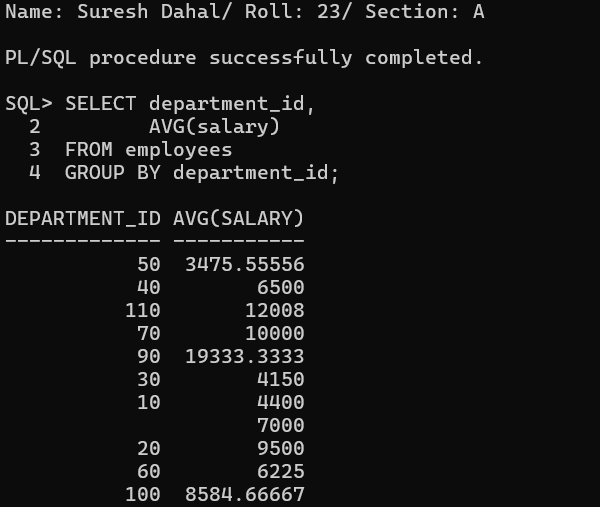 Name: Suresh Dahal/ Roll: 23/ Section: A
PL/SQL procedure successfully completed.
SQL> SELECT department_id,
  2         AVG(salary)
  3  FROM employees
  4  GROUP BY department_id;
DEPARTMENT_ID AVG(SALARY)
------------- -----------
           50  3475.55556
           40        6500
          110       12008
           70       10000
           90  19333.3333
           30        4150
           10        4400
                     7000
           20        9500
           60        6225
          100  8584.66667